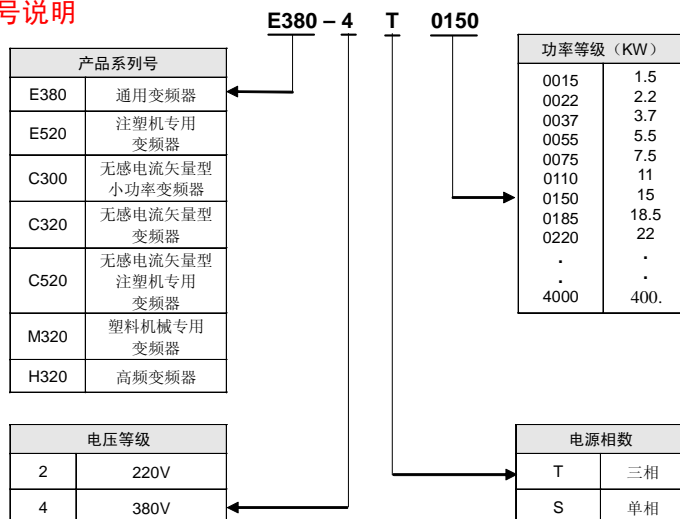 号说明
E380 – 4 T 0150
产品系列号
E380 通用变频器
E520 注塑机专用
变频器
C300 无感电流矢量型
小功率变频器
C320 无感电流矢量型
变频器
C520 无感电流矢量型
注塑机专用
变频器
M320 塑料机械专用
变频器
H320 高频变频器
功率等级（KW）
0015 1.5
0022 2.2
0037 3.7
0055 5.5
0075 7.5
0110 11
0150 15
0185 18.5
0220 22
. .
. .
4000 400.
电压等级
2 220V
4 380V
电源相数
T 三相
S 单相